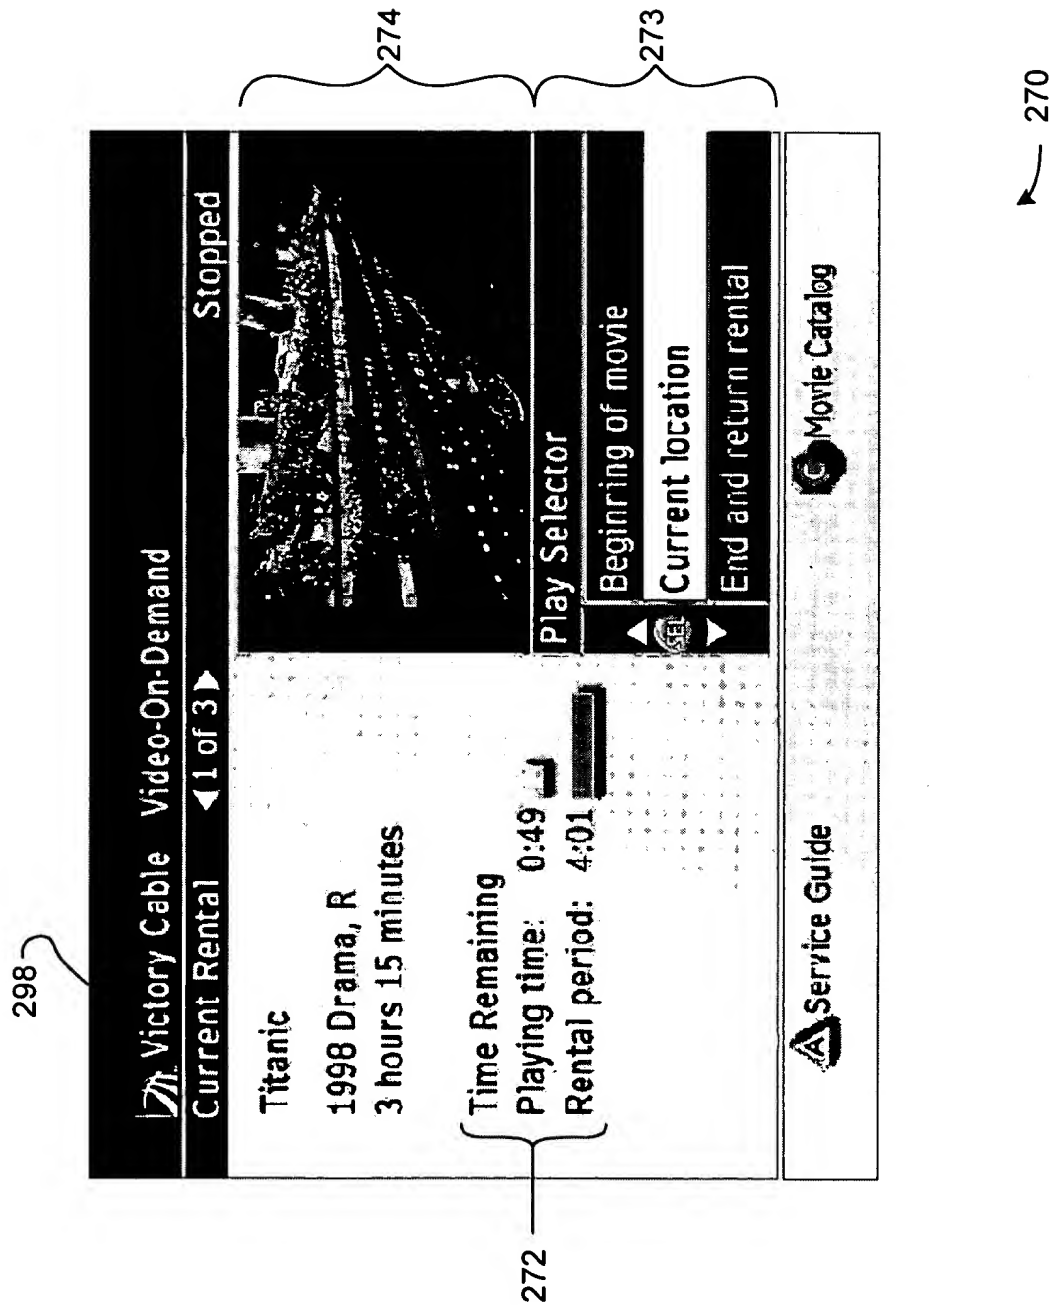 298
Victory Cable Video-On-Demand
Current Rental ◀1 of 3▶ Stopped
Titanic
1998 Drama, R
3 hours 15 minutes
Time Remaining
Playing time: 0:49
Rental period: 4:01
Play Selector
Beginning of movie
SEL
Current location
End and return rental
A Service Guide
C Movie Catalog
272
274
273
270